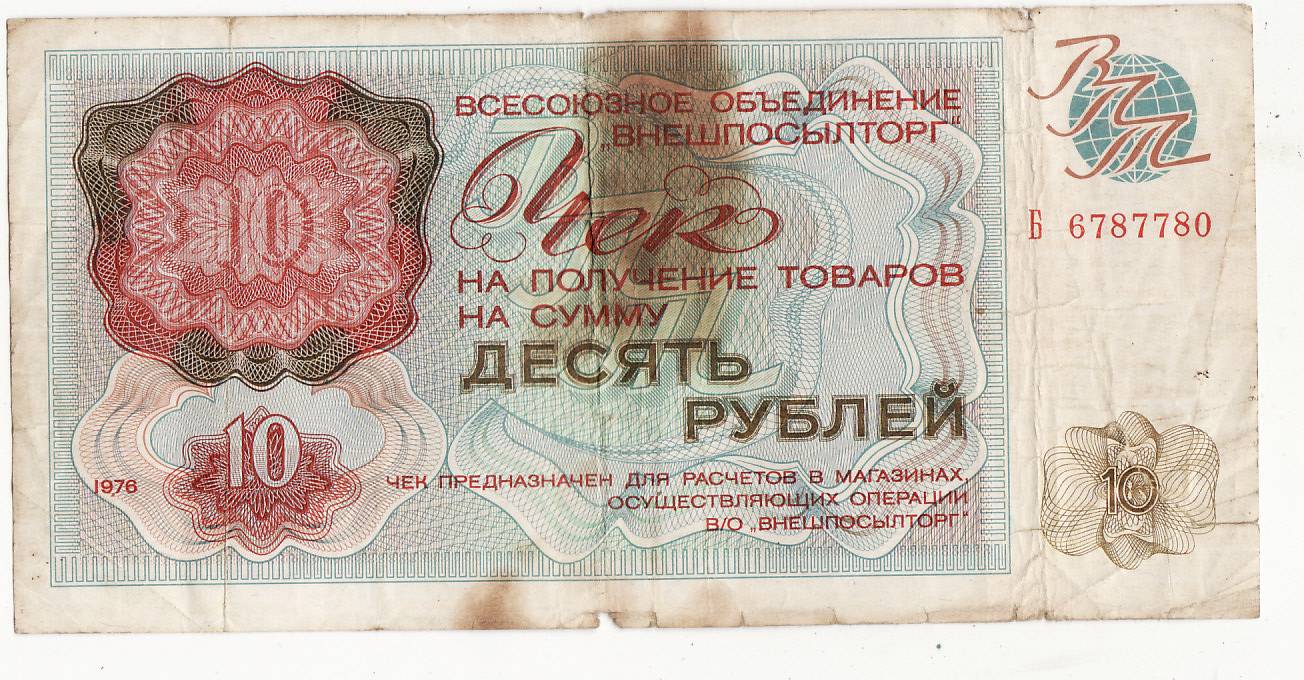 ВСЕСОЮЗНОЕ ОБЪЕДИНЕНИЕ
„ВНЕШПОСЫЛТОРГ"
ВПТ
Чек
Б 6787780
10
НА ПОЛУЧЕНИЕ ТОВАРОВ
НА СУММУ
ДЕСЯТЬ
РУБЛЕЙ
10
1976
ЧЕК ПРЕДНАЗНАЧЕН ДЛЯ РАСЧЕТОВ В МАГАЗИНАХ,
ОСУЩЕСТВЛЯЮЩИХ ОПЕРАЦИИ
В/О „ВНЕШПОСЫЛТОРГ"
10